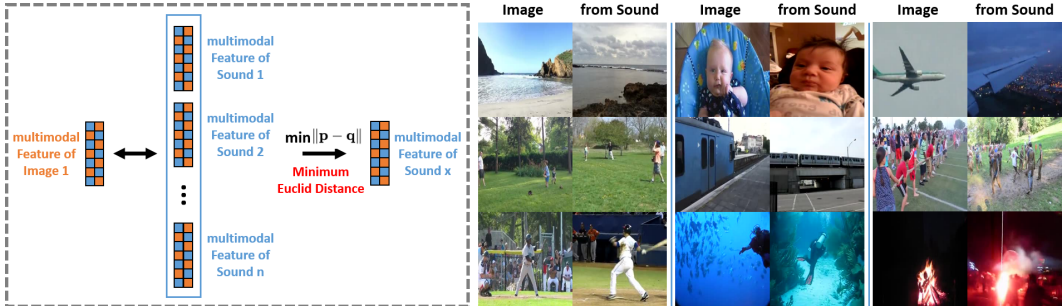 multimodal
Feature of
Image 1
multimodal
Feature of
Sound 1
multimodal
Feature of
Sound 2
multimodal
Feature of
Sound n
min||p − q||
Minimum
Euclid Distance
multimodal
Feature of
Sound x
Image from Sound
Image from Sound
Image from Sound